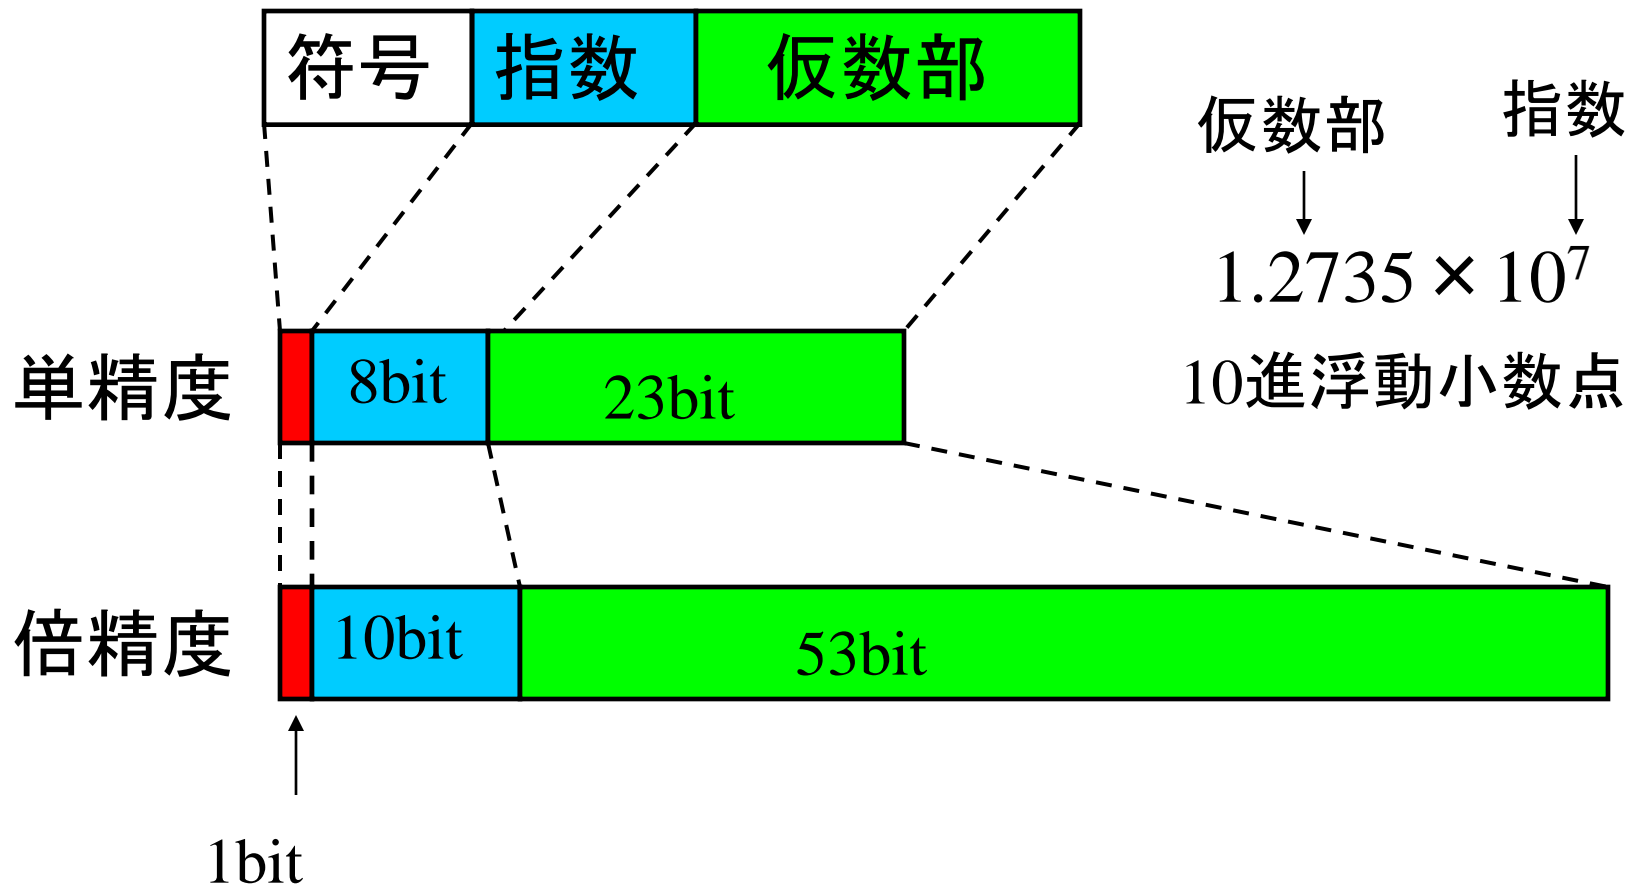 符号 指数 仮数部
仮数部 指数
1.2735×10⁷
10進浮動小数点
単精度 8bit 23bit
倍精度 10bit 53bit
1bit